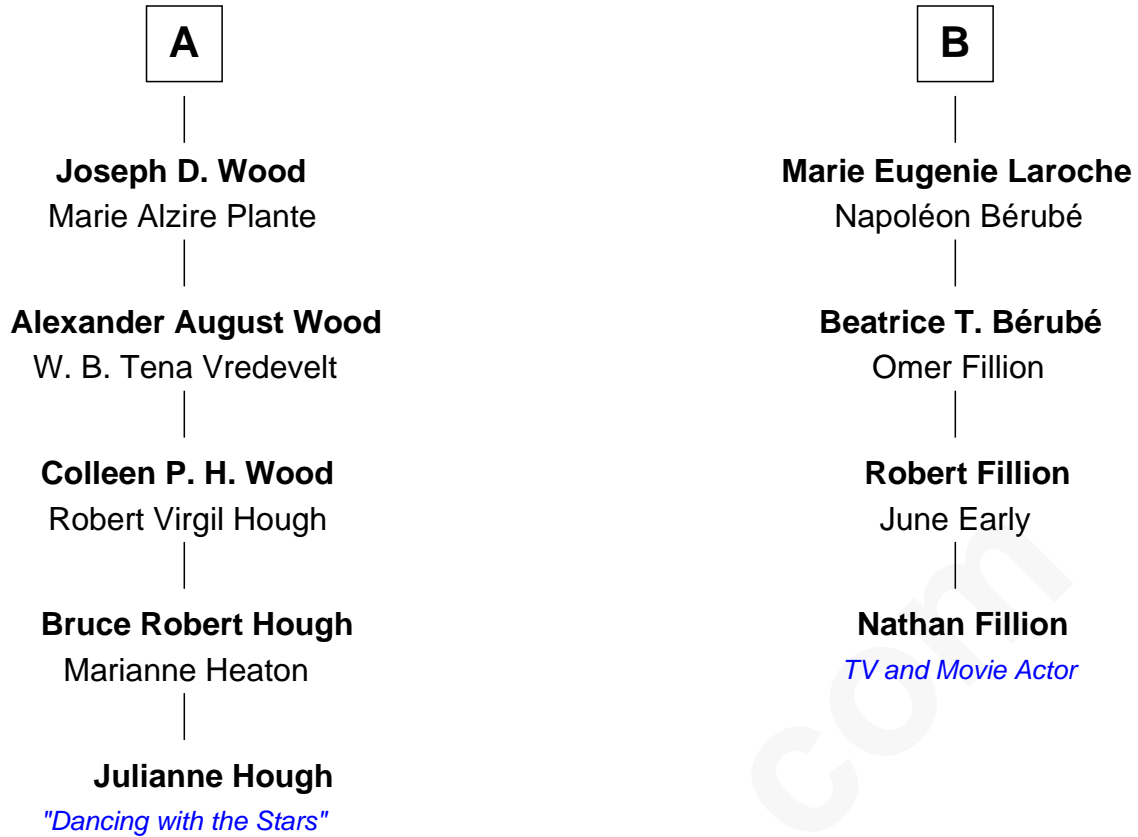 A
Joseph D. Wood
Marie Alzire Plante
Alexander August Wood
W. B. Tena Vredevelt
Colleen P. H. Wood
Robert Virgil Hough
Bruce Robert Hough
Marianne Heaton
Julianne Hough
"Dancing with the Stars"
B
Marie Eugenie Laroche
Napoléon Bérubé
Beatrice T. Bérubé
Omer Fillion
Robert Fillion
June Early
Nathan Fillion
TV and Movie Actor
com